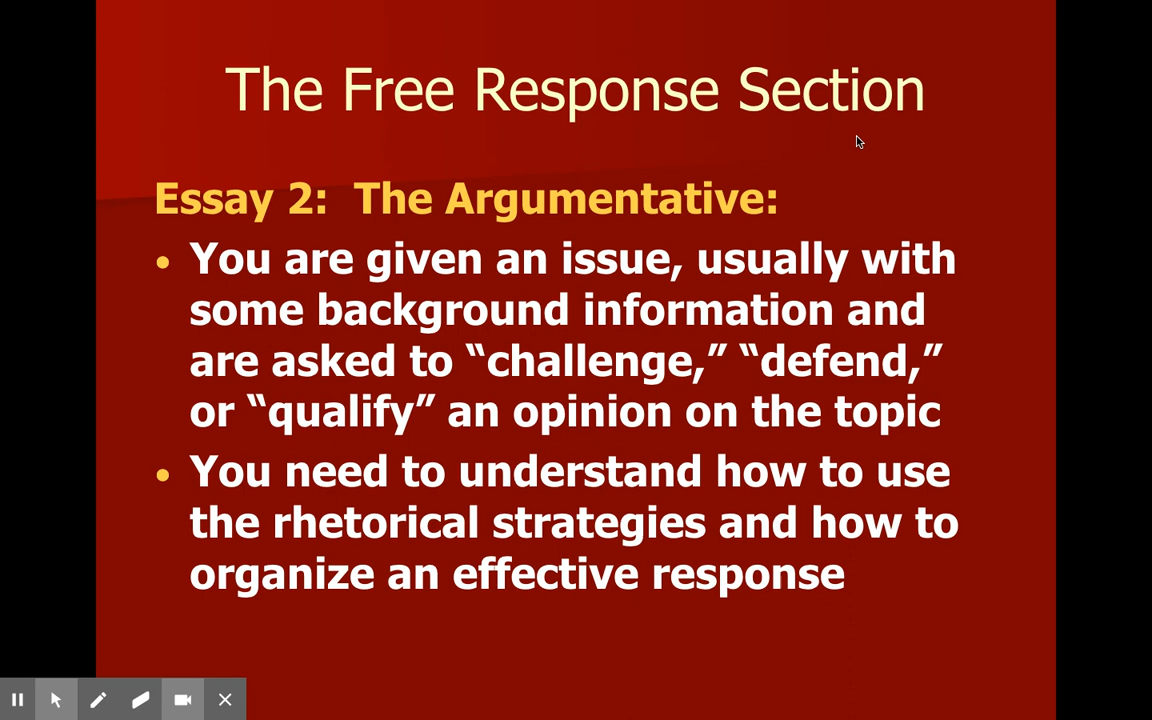 The Free Response Section
Essay 2:  The Argumentative:
• You are given an issue, usually with
some background information and
are asked to “challenge,” “defend,”
or “qualify” an opinion on the topic
• You need to understand how to use
the rhetorical strategies and how to
organize an effective response